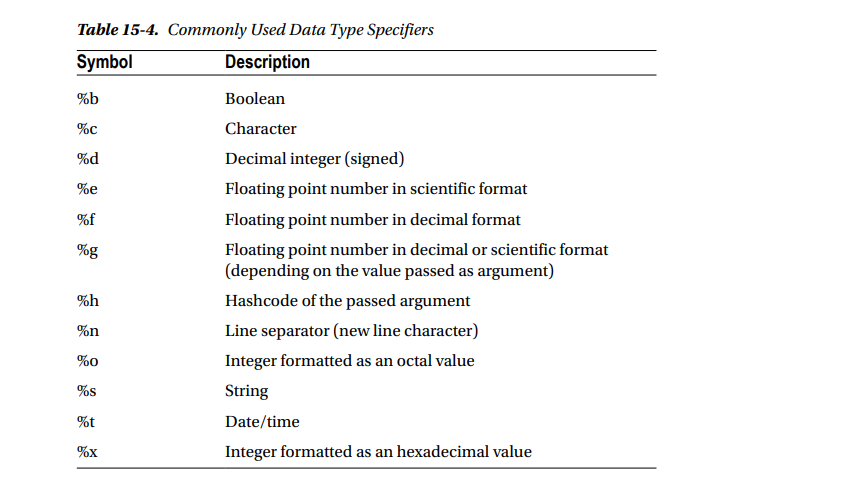 Table 15-4. Commonly Used Data Type Specifiers
Symbol Description
%b Boolean
%c Character
%d Decimal integer (signed)
%e Floating point number in scientific format
%f Floating point number in decimal format
%g Floating point number in decimal or scientific format
(depending on the value passed as argument)
%h Hashcode of the passed argument
%n Line separator (new line character)
%o Integer formatted as an octal value
%s String
%t Date/time
%x Integer formatted as an hexadecimal value